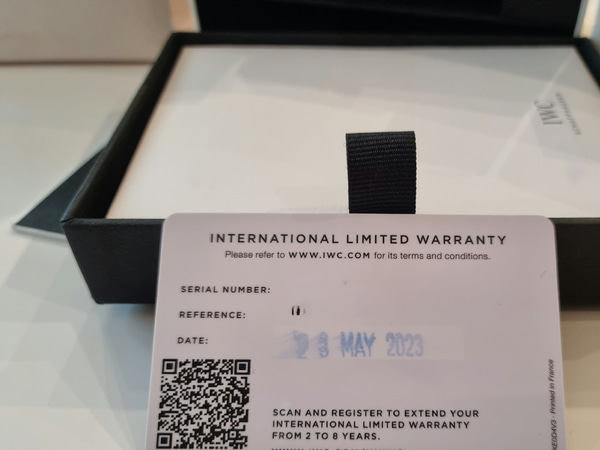 IWC
INTERNATIONAL LIMITED WARRANTY
Please refer to WWW.IWC.COM for its terms and conditions.
SERIAL NUMBER:
REFERENCE:
DATE:
23 MAY 2023
SCAN AND REGISTER TO EXTEND YOUR
INTERNATIONAL LIMITED WARRANTY
FROM 2 TO 8 YEARS.
Printed in France